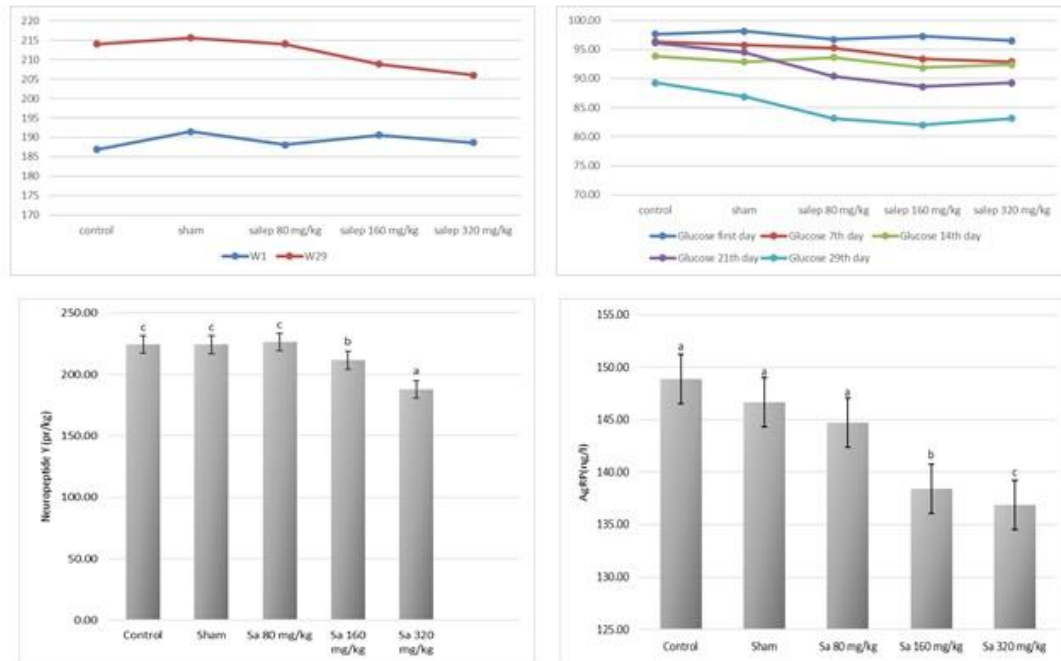 220
215
210
205
200
195
190
185
180
175
170
control sham salep 80 mg/kg salep 160 mg/kg salep 320 mg/kg
W1 W29
100.00
95.00
90.00
85.00
80.00
75.00
70.00
control sham salep 80 mg/kg salep 160 mg/kg salep 320 mg/kg
Glucose first day Glucose 7th day Glucose 14th day
Glucose 21th day Glucose 29th day
250.00
200.00
150.00
100.00
50.00
0.00
Neuropeptide Y (pr/kg)
c c c b a
Control Sham Sa 80 mg/kg Sa 160 mg/kg Sa 320 mg/kg
155.00
150.00
145.00
140.00
135.00
130.00
125.00
AgRP(ng/l)
a a a b c
Control Sham Sa 80 mg/kg Sa 160 mg/kg Sa 320 mg/kg